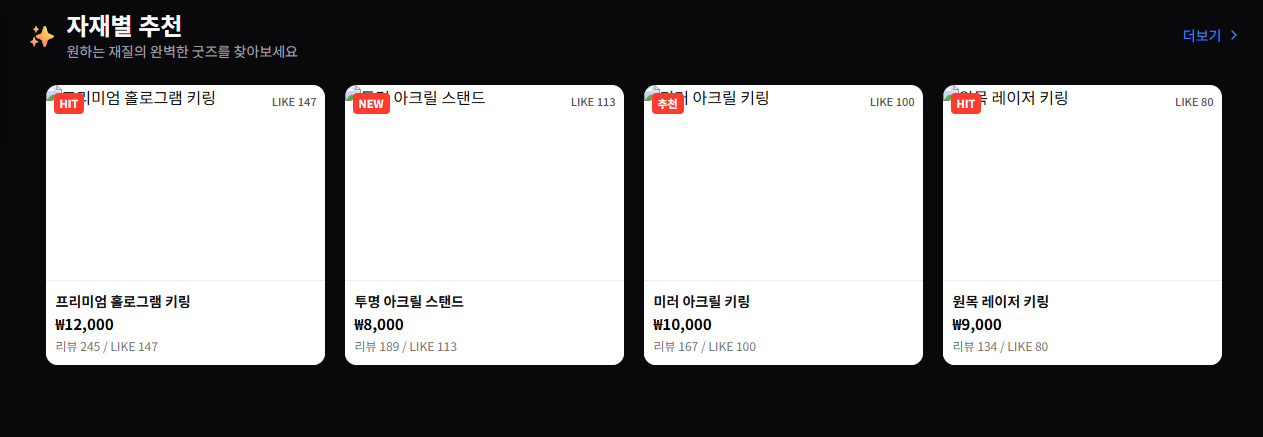 자재별 추천
원하는 재질의 완벽한 굿즈를 찾아보세요
더보기
HIT
리미엄 홀로그램 키링
LIKE 147
프리미엄 홀로그램 키링
₩12,000
리뷰 245 / LIKE 147
NEW
아크릴 스탠드
LIKE 113
투명 아크릴 스탠드
₩8,000
리뷰 189 / LIKE 113
추천
아크릴 키링
LIKE 100
미러 아크릴 키링
₩10,000
리뷰 167 / LIKE 100
HIT
레이저 키링
LIKE 80
원목 레이저 키링
₩9,000
리뷰 134 / LIKE 80